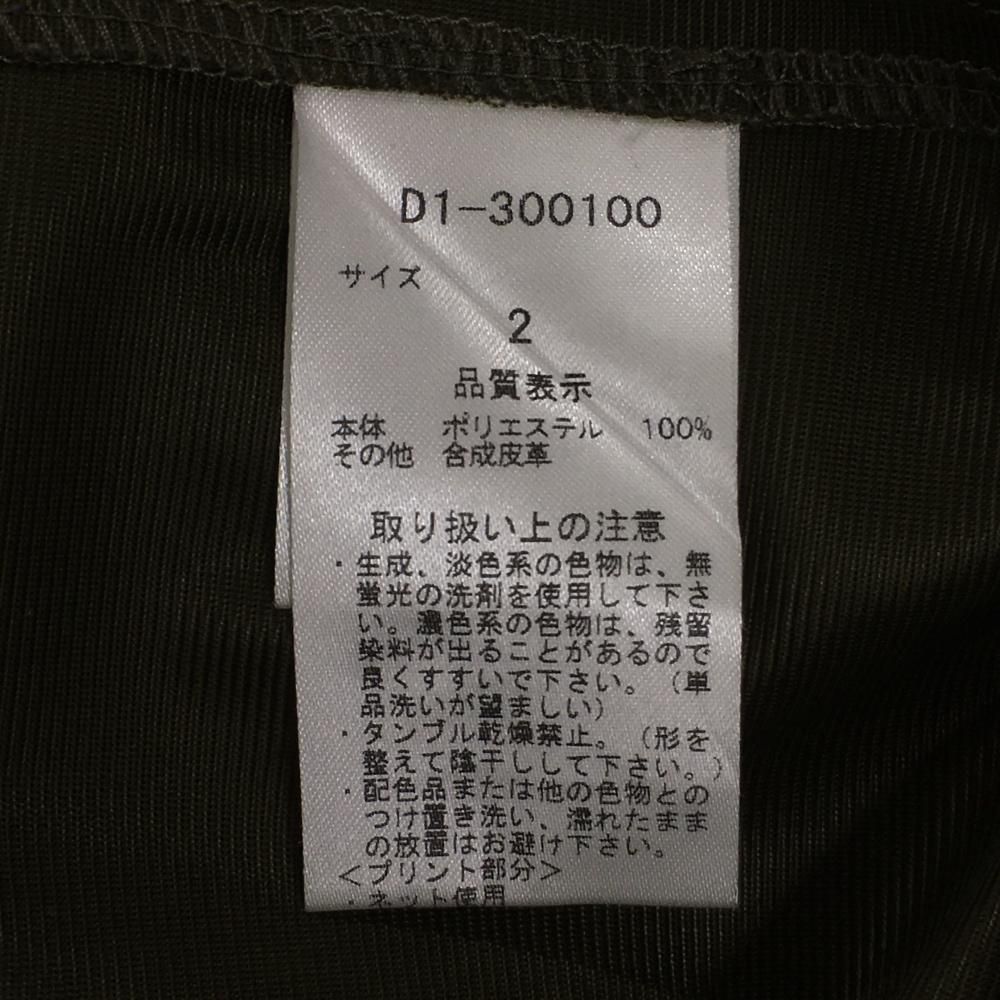 D1-300100
サイズ
2
品質表示
本体 ポリエステル 100%
その他 合成皮革
取り扱い上の注意
・生成、淡色系の色物は、無
蛍光の洗剤を使用して下さ
い。濃色系の色物は、残留
染料が出ることがあるので
良くすすいで下さい。（単
品洗いが望ましい）
・タンブル乾燥禁止。（形を
整えて陰干しして下さい。）
・配色品または他の色物との
つけ置き洗い、濡れたまま
の放置はお避け下さい。
＜プリント部分＞
・ネット使用